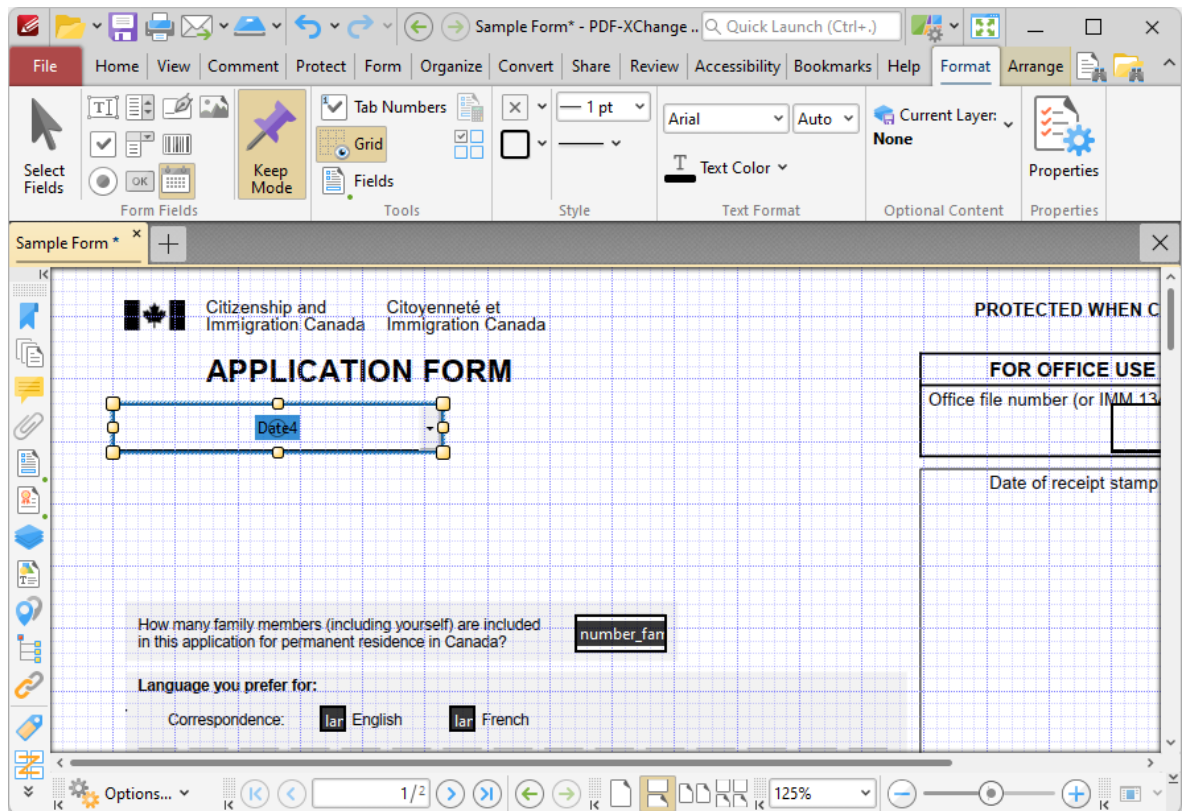 Sample Form* - PDF-XChange .. Quick Launch (Ctrl+.)
File Home View Comment Protect Form Organize Convert Share Review Accessibility Bookmarks Help Format Arrange
Select Fields
OK
Keep Mode
Tab Numbers
Grid
Fields
1 pt
Arial Auto
Text Color
Current Layer:
None
Properties
Form Fields Tools Style Text Format Optional Content Properties
Sample Form *
Citizenship and Citoyenneté et
Immigration Canada Immigration Canada
PROTECTED WHEN C
APPLICATION FORM
FOR OFFICE USE
Office file number (or IMM 13
Date4
Date of receipt stamp
How many family members (including yourself) are included
in this application for permanent residence in Canada?
number_fam
Language you prefer for:
Correspondence: lar English lar French
Options... 1/2 125%